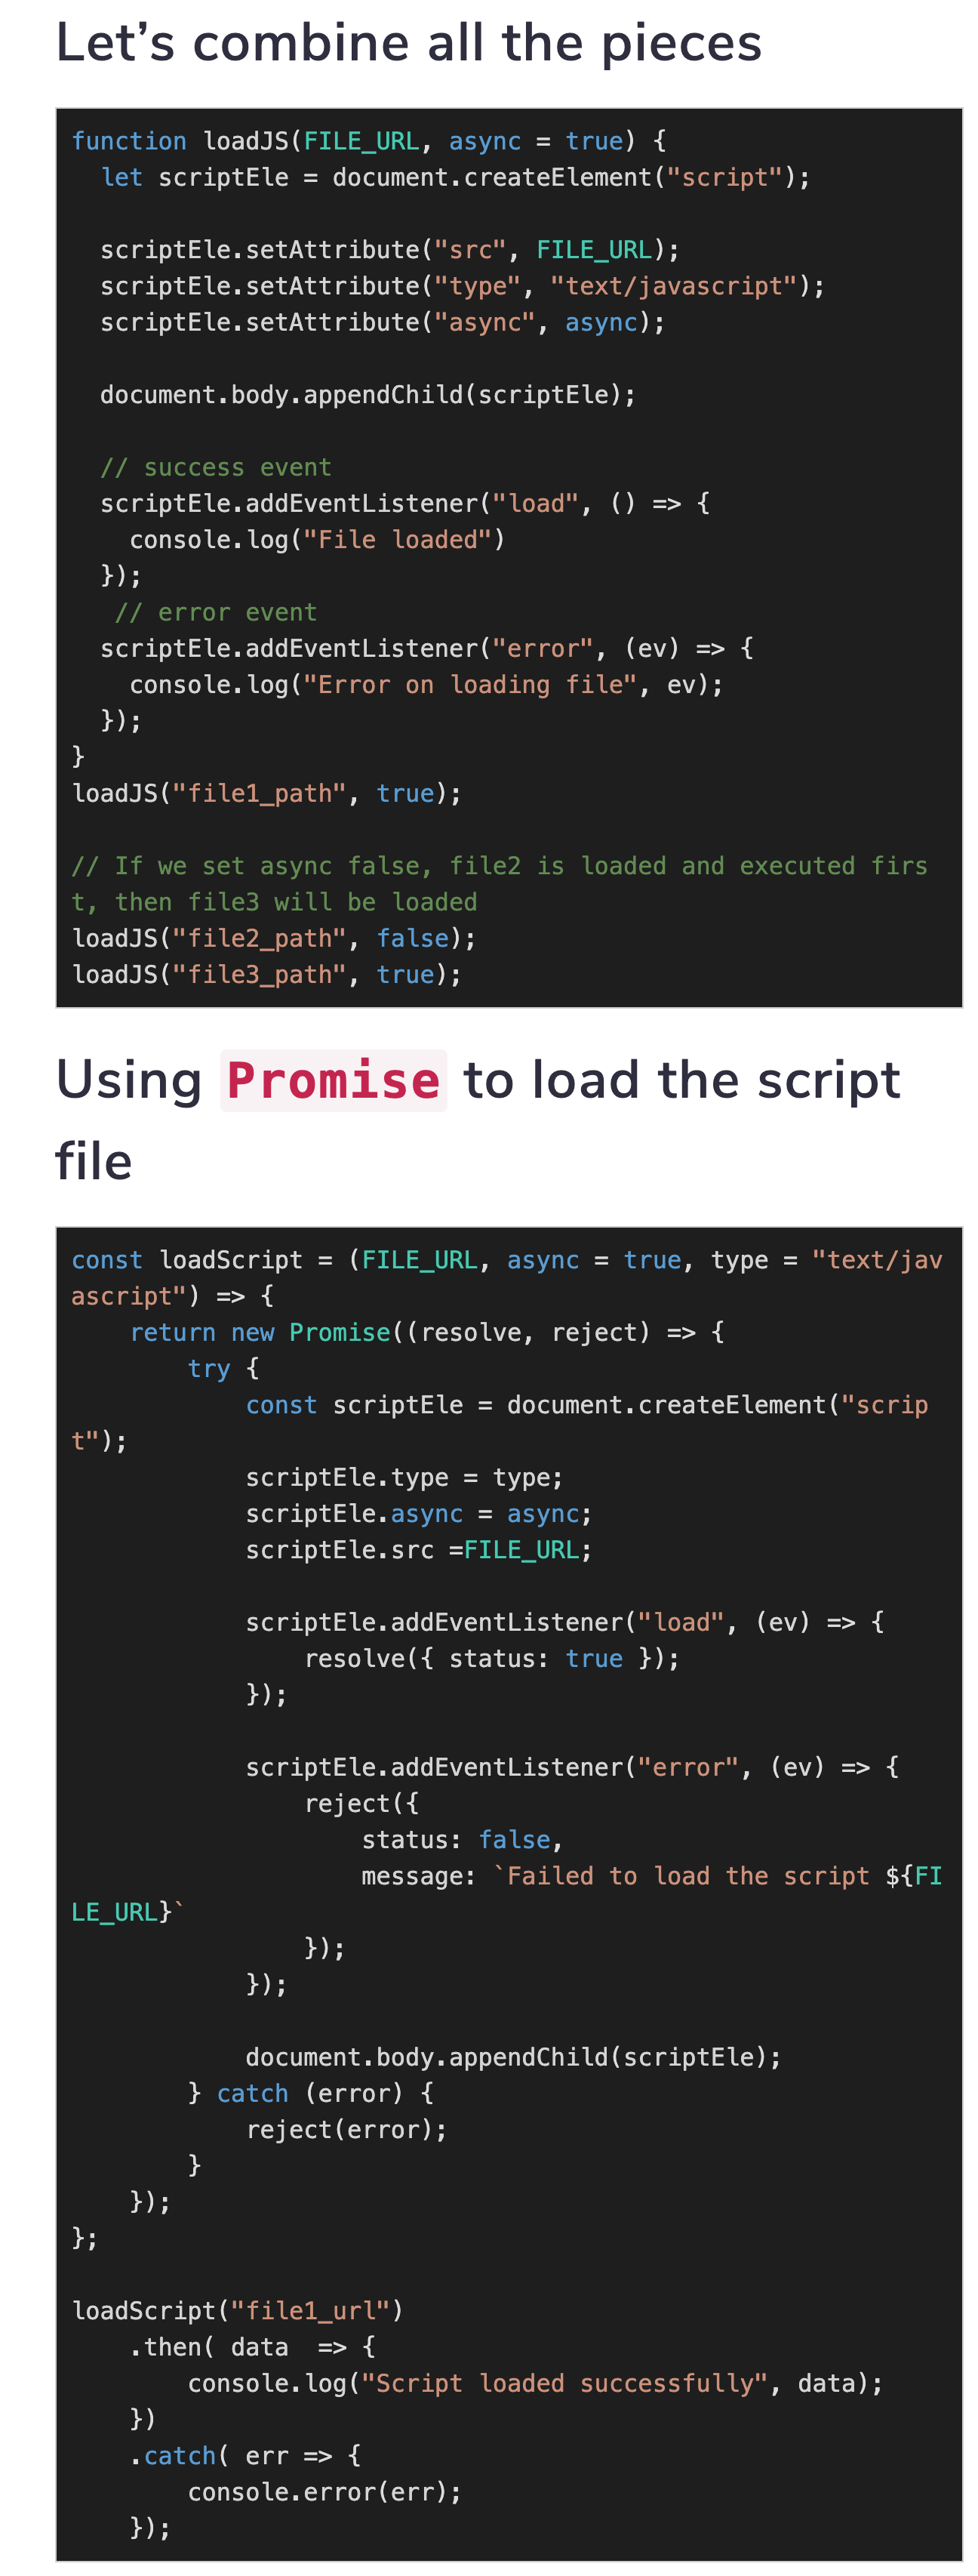 Let’s combine all the pieces
function loadJS(FILE_URL, async = true) {
  let scriptEle = document.createElement("script");

  scriptEle.setAttribute("src", FILE_URL);
  scriptEle.setAttribute("type", "text/javascript");
  scriptEle.setAttribute("async", async);

  document.body.appendChild(scriptEle);

  // success event
  scriptEle.addEventListener("load", () => {
    console.log("File loaded")
  });
   // error event
  scriptEle.addEventListener("error", (ev) => {
    console.log("Error on loading file", ev);
  });
}
loadJS("file1_path", true);

// If we set async false, file2 is loaded and executed firs
t, then file3 will be loaded
loadJS("file2_path", false);
loadJS("file3_path", true);
Using Promise to load the script
file
const loadScript = (FILE_URL, async = true, type = "text/jav
ascript") => {
    return new Promise((resolve, reject) => {
        try {
            const scriptEle = document.createElement("scrip
t");
            scriptEle.type = type;
            scriptEle.async = async;
            scriptEle.src =FILE_URL;

            scriptEle.addEventListener("load", (ev) => {
                resolve({ status: true });
            });

            scriptEle.addEventListener("error", (ev) => {
                reject({
                    status: false,
                    message: `Failed to load the script ${FI
LE_URL}`
                });
            });

            document.body.appendChild(scriptEle);
        } catch (error) {
            reject(error);
        }
    });
};

loadScript("file1_url")
    .then( data  => {
        console.log("Script loaded successfully", data);
    })
    .catch( err => {
        console.error(err);
    });